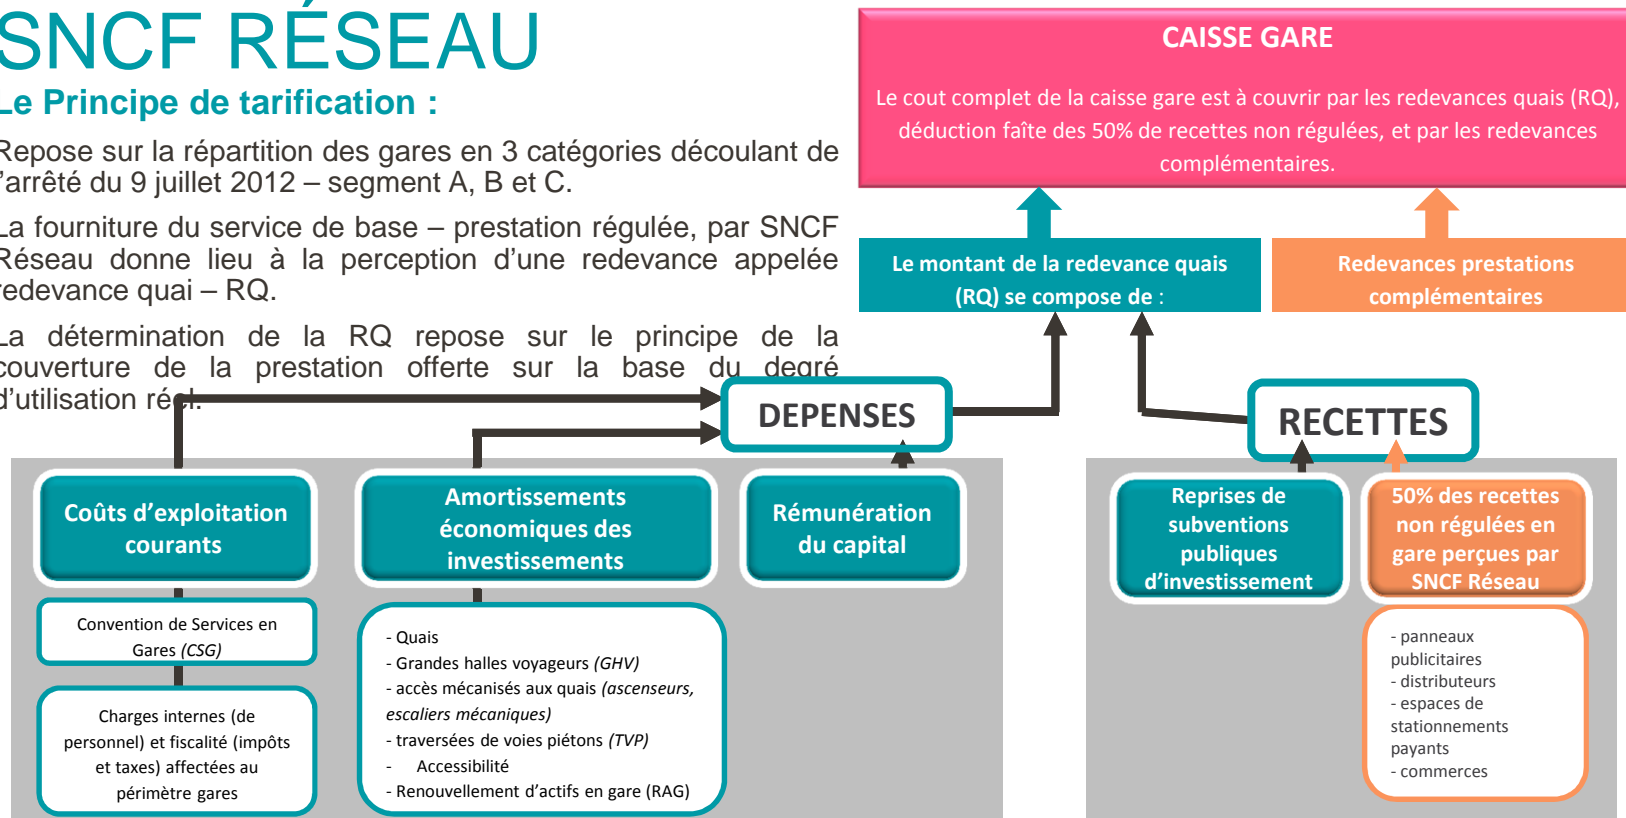 SNCF RÉSEAU
Le Principe de tarification :
Repose sur la répartition des gares en 3 catégories découlant de
l'arrêté du 9 juillet 2012 – segment A, B et C.
La fourniture du service de base – prestation régulée, par SNCF
Réseau donne lieu à la perception d'une redevance appelée
redevance quai – RQ.
La détermination de la RQ repose sur le principe de la
couverture de la prestation offerte sur la base du degré
d'utilisation réel.
CAISSE GARE
Le cout complet de la caisse gare est à couvrir par les redevances quais (RQ),
déduction faîte des 50% de recettes non régulées, et par les redevances
complémentaires.
Le montant de la redevance quais
(RQ) se compose de :
Redevances prestations
complémentaires
DEPENSES
RECETTES
Coûts d'exploitation
courants
Amortissements
économiques des
investissements
Rémunération
du capital
Reprises de
subventions
publiques
d'investissement
50% des recettes
non régulées en
gare perçues par
SNCF Réseau
Convention de Services en
Gares (CSG)
Charges internes (de
personnel) et fiscalité (impôts
et taxes) affectées au
périmètre gares
- Quais
- Grandes halles voyageurs (GHV)
- accès mécanisés aux quais (ascenseurs,
escaliers mécaniques)
- traversées de voies piétons (TVP)
- Accessibilité
- Renouvellement d'actifs en gare (RAG)
- panneaux
publicitaires
- distributeurs
- espaces de
stationnements
payants
- commerces